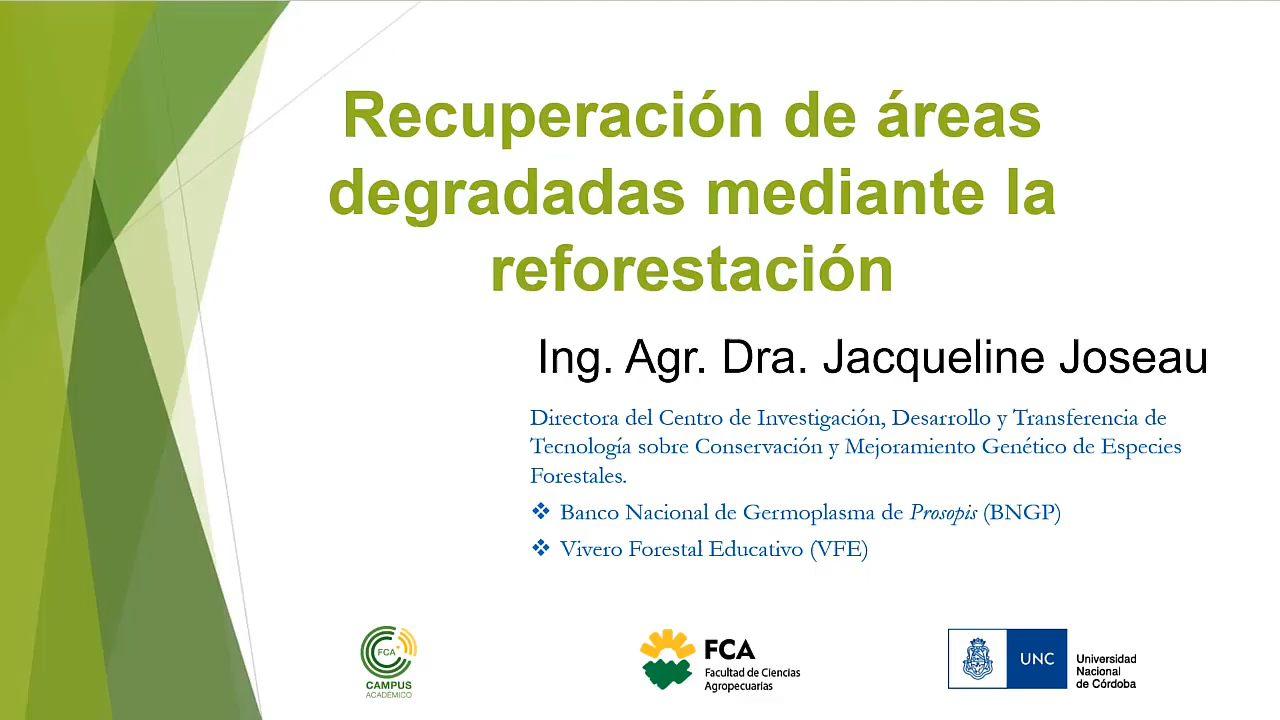 Recuperación de áreas
degradadas mediante la
reforestación
Ing. Agr. Dra. Jacqueline Joseau
Directora del Centro de Investigación, Desarrollo y Transferencia de
Tecnología sobre Conservación y Mejoramiento Genético de Especies
Forestales.
❖ Banco Nacional de Germoplasma de Prosopis (BNGP)
❖ Vivero Forestal Educativo (VFE)
FCA
CAMPUS
ACADÉMICO
FCA
Facultad de Ciencias
Agropecuarias
UNC
Universidad
Nacional
de Córdoba